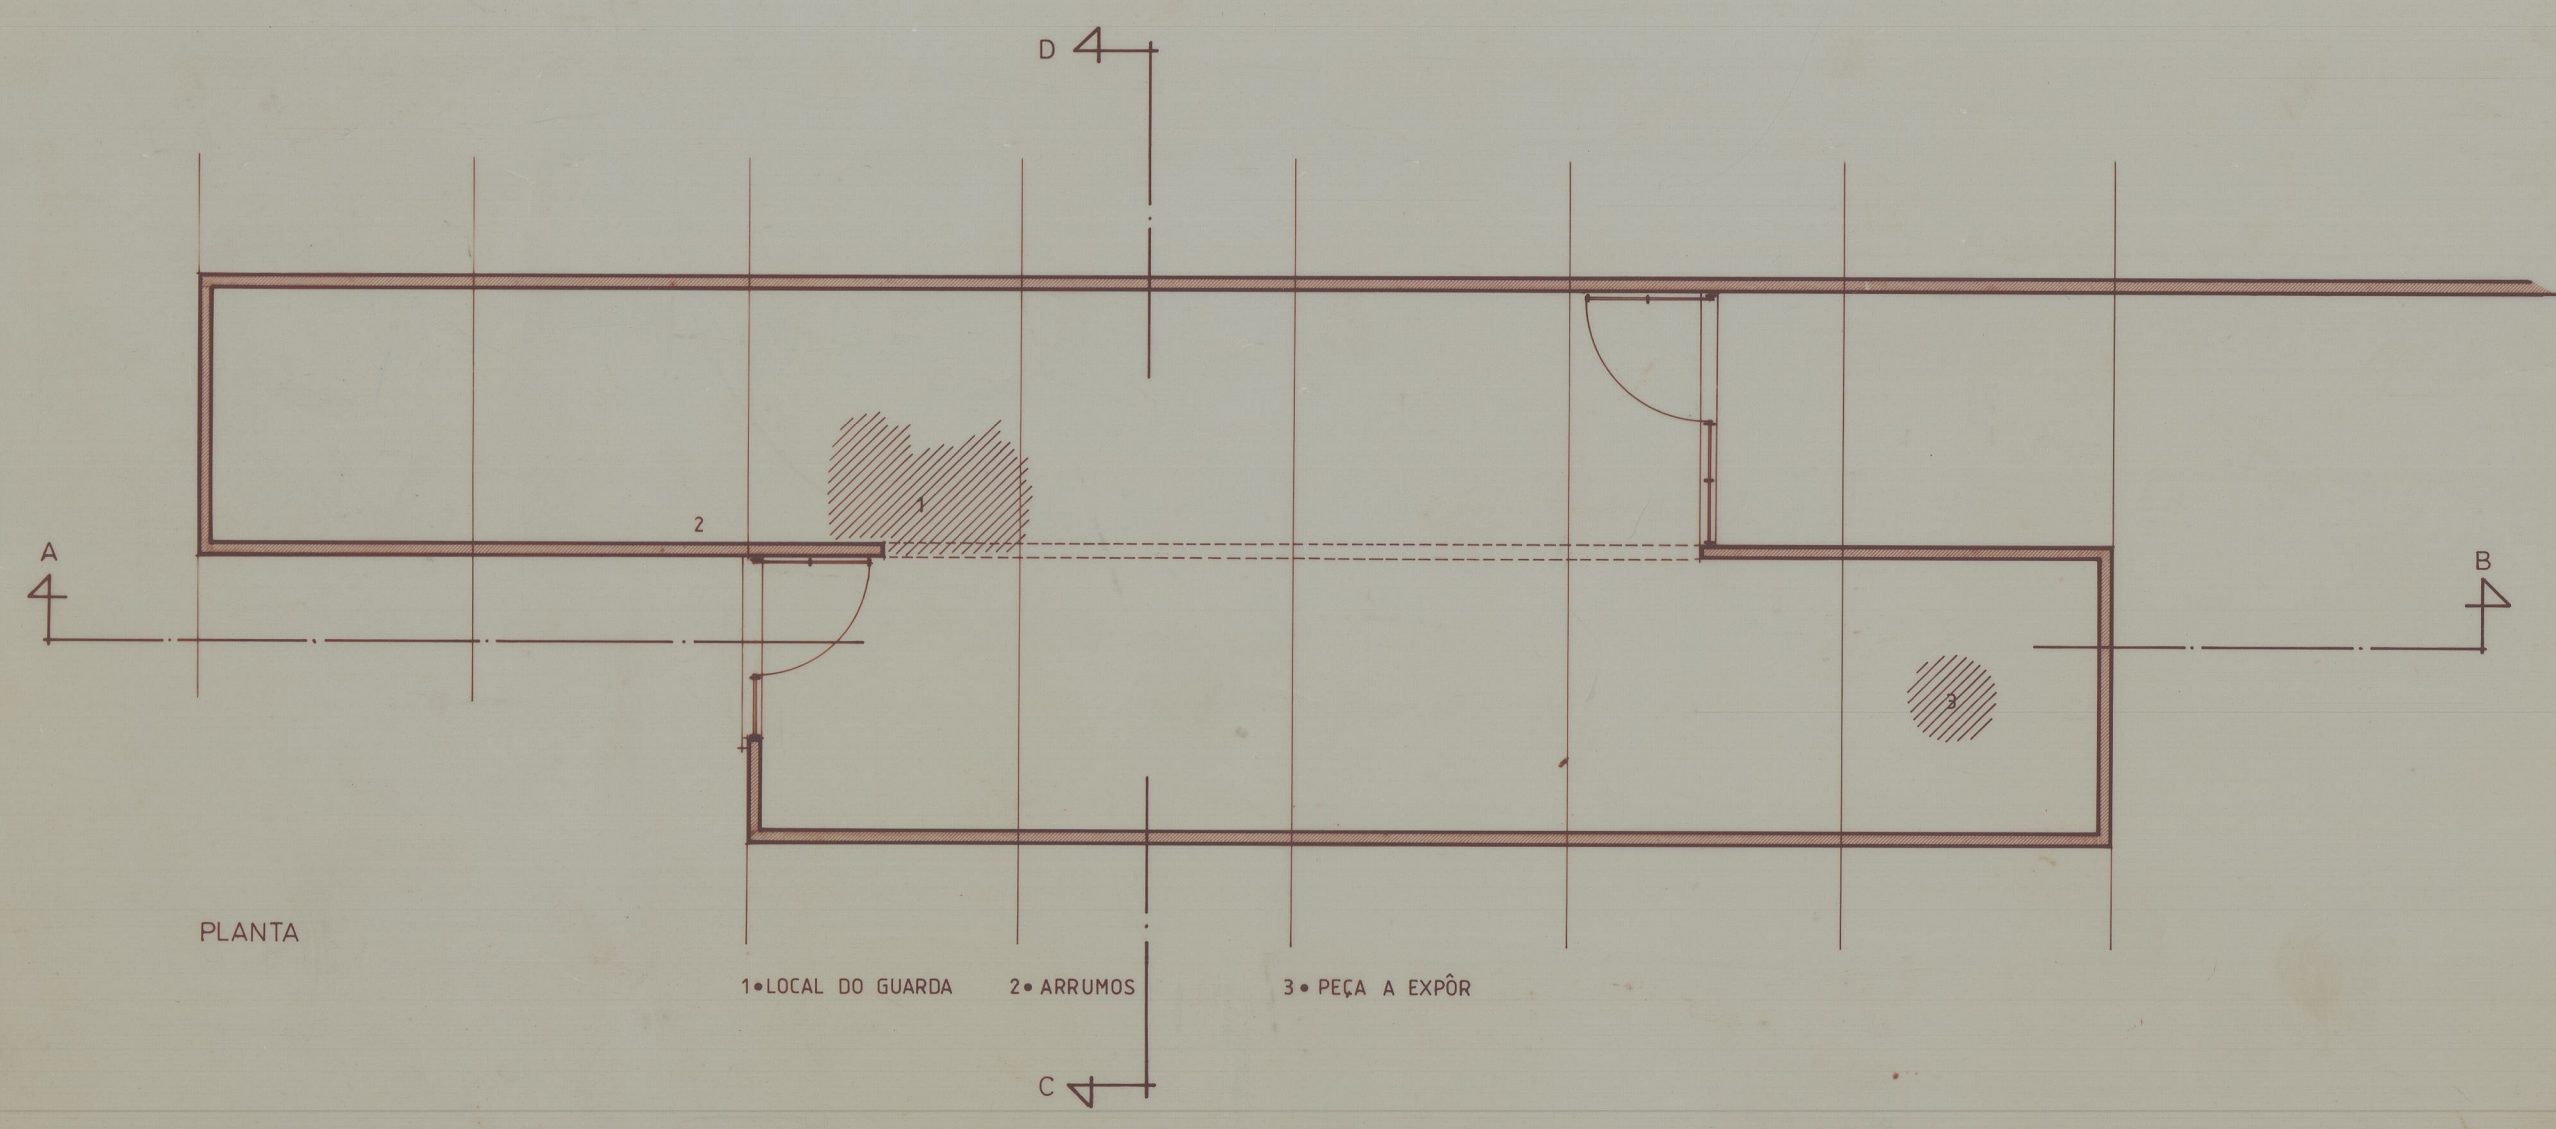 D
1
2
A
B
3
PLANTA
1•LOCAL DO GUARDA 2•ARRUMOS 3•PEÇA A EXPÔR
C